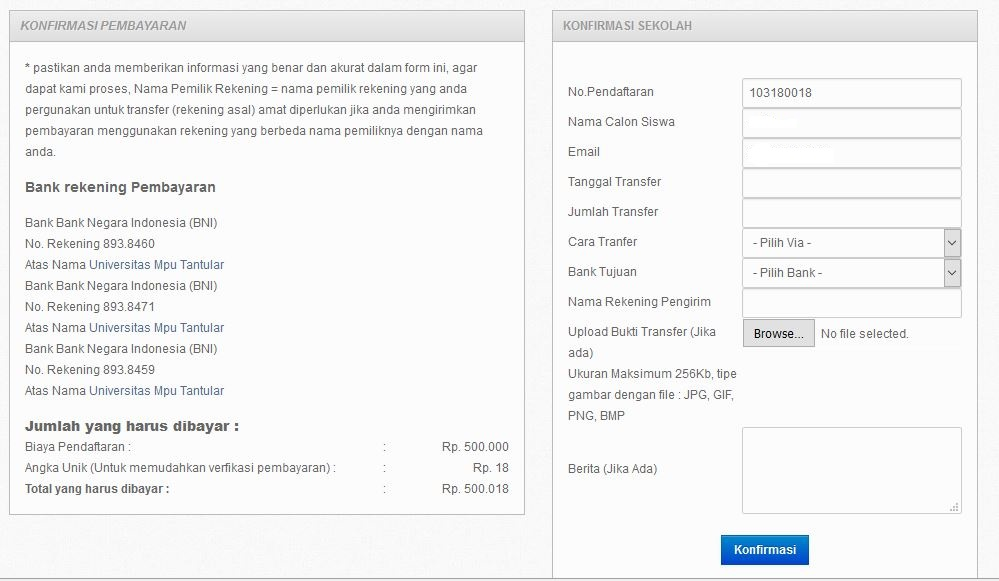 KONFIRMASI PEMBAYARAN
* pastikan anda memberikan informasi yang benar dan akurat dalam form ini, agar
dapat kami proses, Nama Pemilik Rekening = nama pemilik rekening yang anda
pergunakan untuk transfer (rekening asal) amat diperlukan jika anda mengirimkan
pembayaran menggunakan rekening yang berbeda nama pemiliknya dengan nama
anda.
Bank rekening Pembayaran
Bank Bank Negara Indonesia (BNI)
No. Rekening 893.8460
Atas Nama Universitas Mpu Tantular
Bank Bank Negara Indonesia (BNI)
No. Rekening 893.8471
Atas Nama Universitas Mpu Tantular
Bank Bank Negara Indonesia (BNI)
No. Rekening 893.8459
Atas Nama Universitas Mpu Tantular
Jumlah yang harus dibayar :
Biaya Pendaftaran : : Rp. 500.000
Angka Unik (Untuk memudahkan verfikasi pembayaran) : : Rp. 18
Total yang harus dibayar : : Rp. 500.018
KONFIRMASI SEKOLAH
No.Pendaftaran 103180018
Nama Calon Siswa
Email
Tanggal Transfer
Jumlah Transfer
Cara Tranfer - Pilih Via -
Bank Tujuan - Pilih Bank -
Nama Rekening Pengirim
Upload Bukti Transfer (Jika Browse... No file selected.
ada)
Ukuran Maksimum 256Kb, tipe
gambar dengan file : JPG, GIF,
PNG, BMP
Berita (Jika Ada)
Konfirmasi